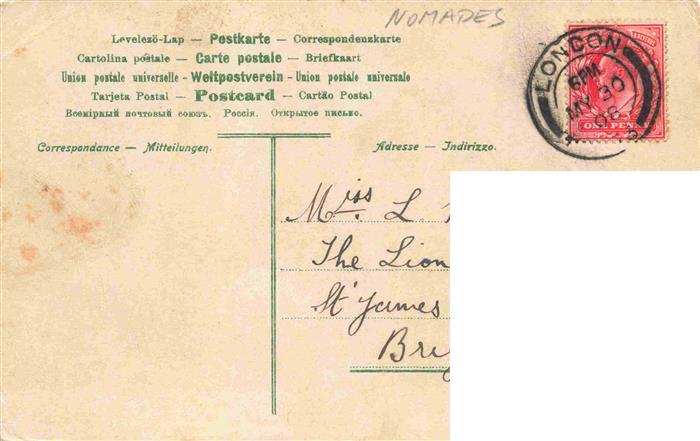 NOMADES
Levelező-Lap — Postkarte — Correspondenzkarte
Cartolina postale — Carte postale — Briefkaart
Union postale universelle - Weltpostverein - Union postale universale
Tarjeta Postal — Postcard — Cartão Postal
Всемірный почтовый союзъ. Россія. Открытое письмо.
LONDON
6PM
MY 30
06
ONE PENNY
Correspondance — Mitteilungen.
Adresse — Indirizzo.
Miss. L.
The Lion
St James